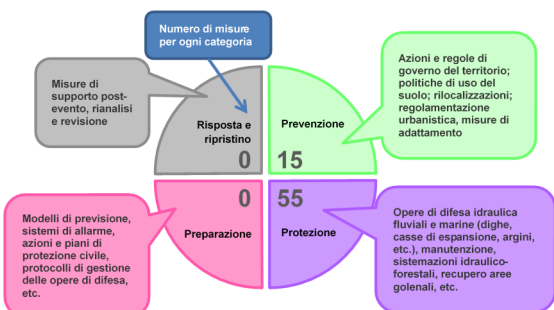 Numero di misure
per ogni categoria
Misure di
supporto post-
evento, rianalisi
e revisione
Risposta e
ripristino
0
Prevenzione
15
Azioni e regole di
governo del territorio;
politiche di uso del
suolo; rilocalizzazioni;
regolamentazione
urbanistica, misure di
adattamento
Modelli di previsione,
sistemi di allarme,
azioni e piani di
protezione civile,
protocolli di gestione
delle opere di difesa,
etc.
0
Preparazione
55
Protezione
Opere di difesa idraulica
fluviali e marine (dighe,
casse di espansione, argini,
etc.), manutenzione,
sistemazioni idraulico-
forestali, recupero aree
golenali, etc.